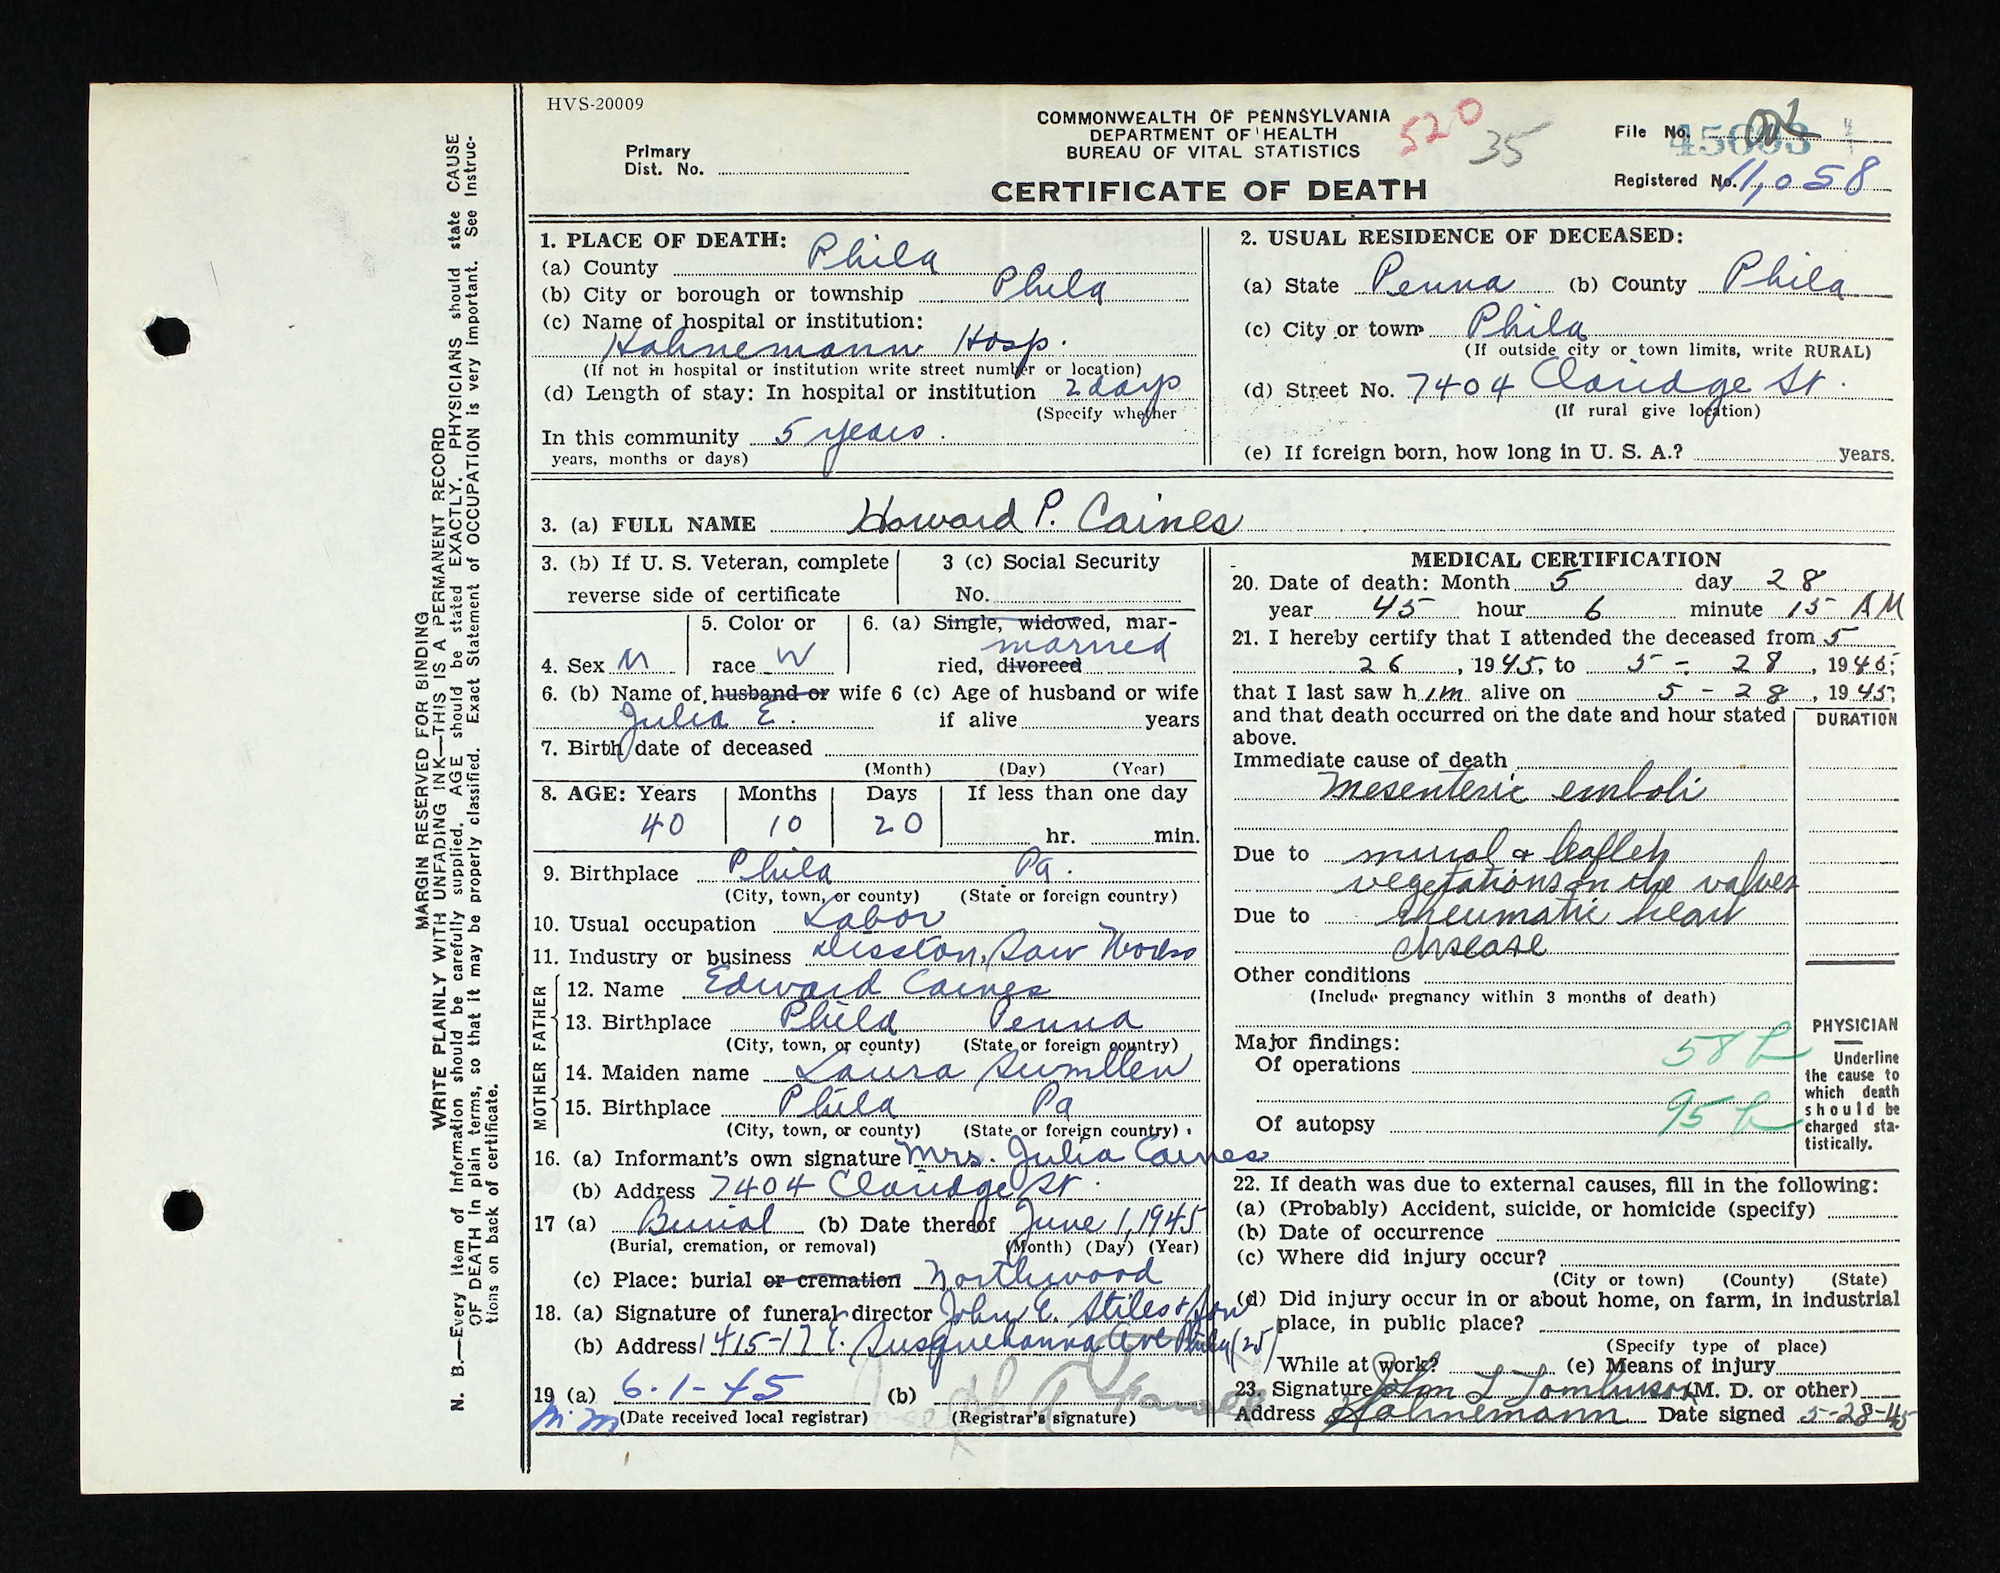 HVS-20009
COMMONWEALTH OF PENNSYLVANIA
DEPARTMENT OF HEALTH
BUREAU OF VITAL STATISTICS
CERTIFICATE OF DEATH
520
35
Primary
Dist. No.
File No.
Registered No. 11,058
MARGIN RESERVED FOR BINDING
WRITE PLAINLY WITH UNFADING INK—THIS IS A PERMANENT RECORD
N. B.—Every item of information should be carefully supplied. AGE should be stated EXACTLY. PHYSICIANS should state CAUSE
OF DEATH in plain terms, so that it may be properly classified. Exact Statement of OCCUPATION is very important. See Instruc-
tions on back of certificate.
1. PLACE OF DEATH:
(a) County Phila
(b) City or borough or township Phila
(c) Name of hospital or institution:
Hahnemann Hosp.
(If not in hospital or institution write street number or location)
(d) Length of stay: In hospital or institution 2 days
(Specify whether
In this community 5 years.
years, months or days)
2. USUAL RESIDENCE OF DECEASED:
(a) State Penna (b) County Phila
(c) City or town Phila
(If outside city or town limits, write RURAL)
(d) Street No. 7404 Claridge St.
(If rural give location)
(e) If foreign born, how long in U. S. A.? years.
3. (a) FULL NAME Howard P. Caines
3. (b) If U. S. Veteran, complete
reverse side of certificate
3 (c) Social Security
No.
4. Sex M
5. Color or
race W
6. (a) Single, widowed, mar-
married
ried, divorced
6. (b) Name of husband or wife
Julia E.
6 (c) Age of husband or wife
if alive years
7. Birth date of deceased
(Month) (Day) (Year)
8. AGE: Years Months Days If less than one day
40 10 20 hr. min.
9. Birthplace Phila Pa.
(City, town, or county) (State or foreign country)
10. Usual occupation Labor
11. Industry or business Disston, Saw Works
FATHER
12. Name Edward Caines
13. Birthplace Phila Penna
(City, town, or county) (State or foreign country)
MOTHER
14. Maiden name Laura
15. Birthplace Phila Pa
(City, town, or county) (State or foreign country)
16. (a) Informant's own signature Mrs. Julia Caines
(b) Address 7404 Claridge St.
17 (a) Burial (b) Date thereof June 1, 1945
(Burial, cremation, or removal) (Month) (Day) (Year)
(c) Place: burial or cremation Northwood
18. (a) Signature of funeral director John E. Stiles & Son
(b) Address 1415-17 E. Susquehanna Ave Phila (25)
19 (a) 6-1-45 (b)
M.M (Date received local registrar) (Registrar's signature)
MEDICAL CERTIFICATION
20. Date of death: Month 5 day 28
year 45 hour 6 minute 15 AM
21. I hereby certify that I attended the deceased from 5
26, 1945, to 5 - 28, 1945;
that I last saw him alive on 5 - 28, 1945;
and that death occurred on the date and hour stated
above.
DURATION
Immediate cause of death
Mesenteric emboli
Due to mural & leaflet
vegetations on the valves
Due to rheumatic heart
disease
Other conditions
(Include pregnancy within 3 months of death)
Major findings:
Of operations 58
Of autopsy 95
PHYSICIAN
Underline
the cause to
which death
should be
charged sta-
tistically.
22. If death was due to external causes, fill in the following:
(a) (Probably) Accident, suicide, or homicide (specify)
(b) Date of occurrence
(c) Where did injury occur?
(City or town) (County) (State)
(d) Did injury occur in or about home, on farm, in industrial
place, in public place?
(Specify type of place)
While at work? (e) Means of injury
23. Signature John L Tomlinson (M. D. or other)
Address Hahnemann Date signed 5-28-45